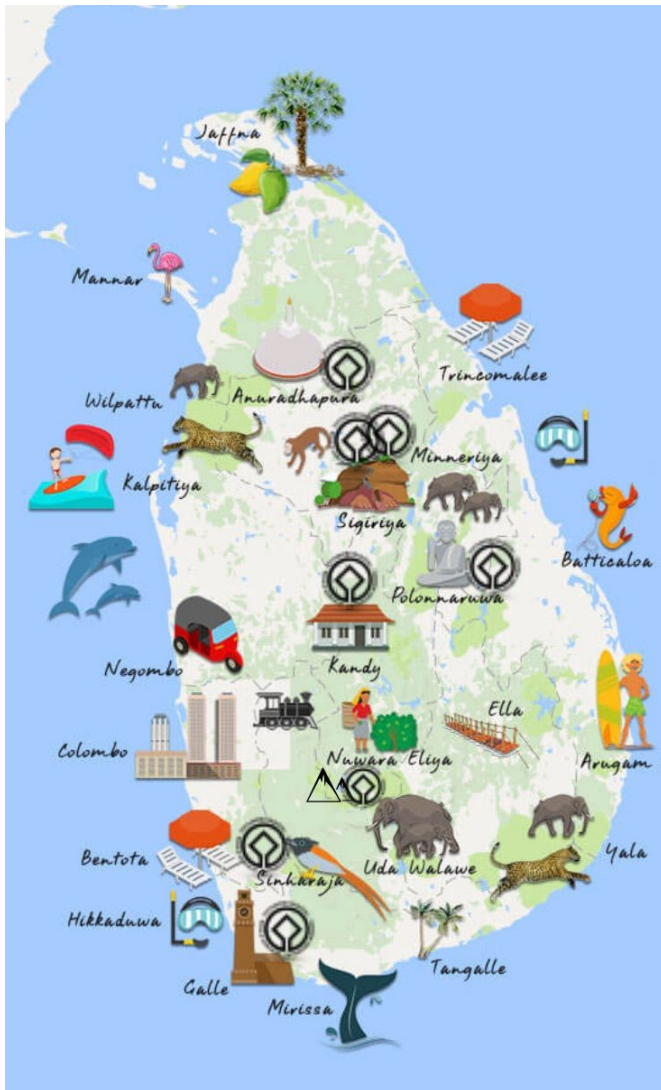 Jaffna
Mannar
Trincomalee
Anuradhapura
Wilpattu
Minneriya
Kalpitiya
Sigiriya
Batticaloa
Polonnaruwa
Negombo
Kandy
Ella
Colombo
Nuwara Eliya
Arugam
Bentota
Sinharaja
Uda Walawe
Yala
Hikkaduwa
Tangalle
Galle
Mirissa